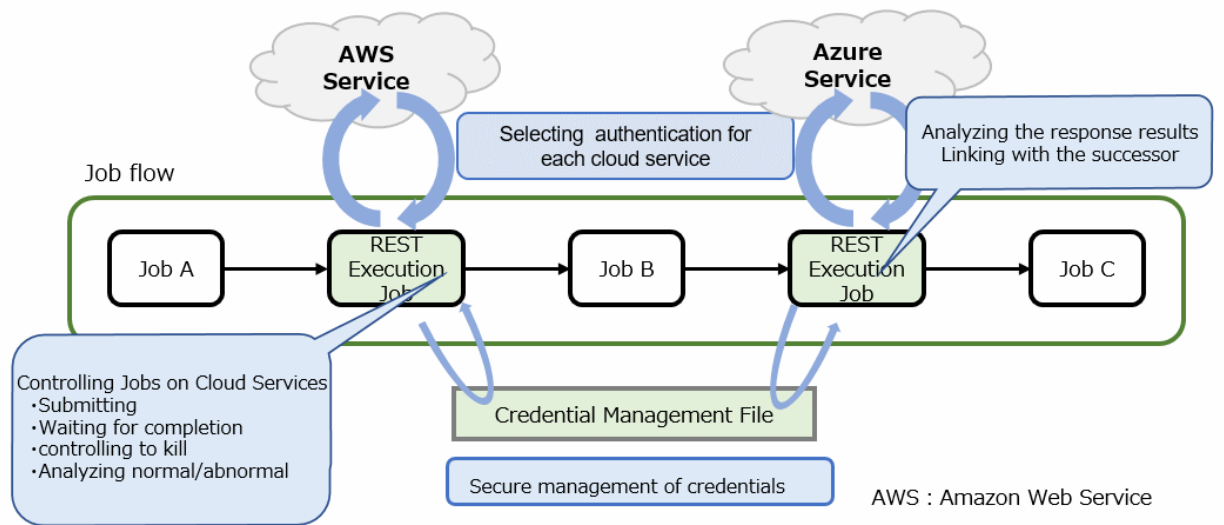 AWS
Service
Azure
Service
Selecting authentication for
each cloud service
Analyzing the response results
Linking with the successor
Job flow
Job A
REST
Execution
Job
Job B
REST
Execution
Job
Job C
Controlling Jobs on Cloud Services
・Submitting
・Waiting for completion
・controlling to kill
・Analyzing normal/abnormal
Credential Management File
Secure management of credentials
AWS : Amazon Web Service